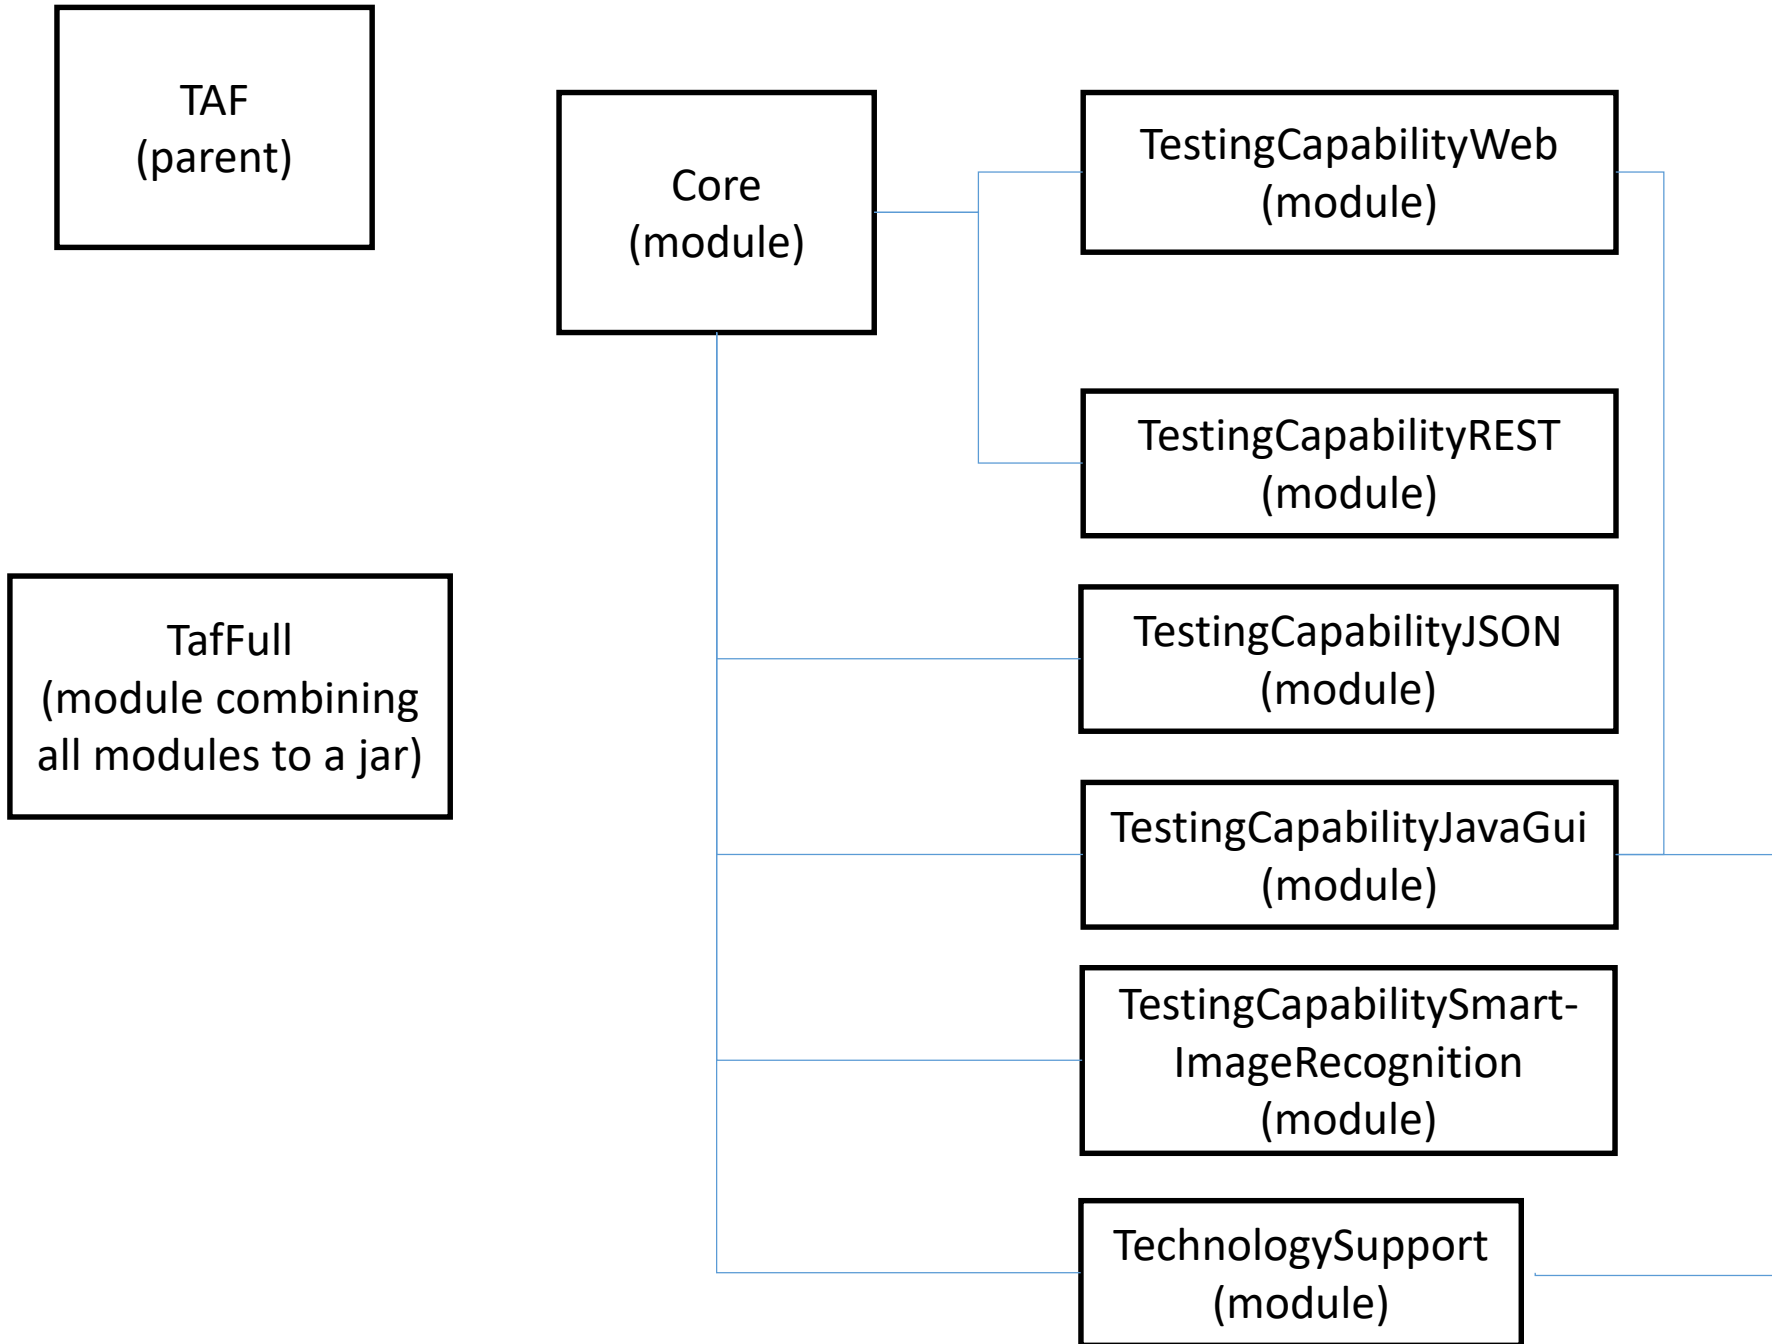 TAF
(parent)
Core
(module)
TestingCapabilityWeb
(module)
TestingCapabilityREST
(module)
TafFull
(module combining
all modules to a jar)
TestingCapabilityJSON
(module)
TestingCapabilityJavaGui
(module)
TestingCapabilitySmart-
ImageRecognition
(module)
TechnologySupport
(module)